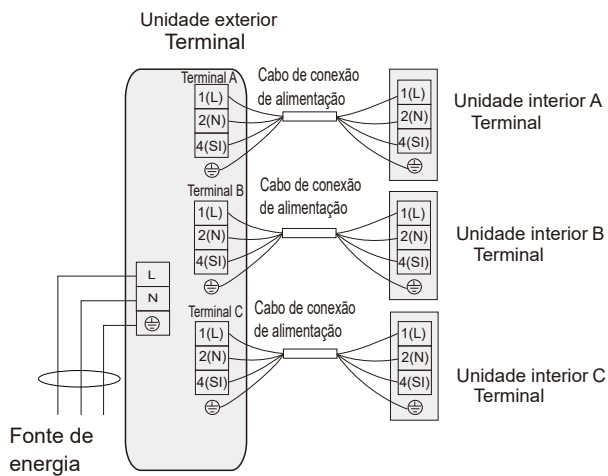 Unidade exterior
Terminal
Terminal A
1(L)
2(N)
4(SI)
Cabo de conexão
de alimentação
1(L)
2(N)
4(SI)
Unidade interior A
Terminal
Terminal B
1(L)
2(N)
4(SI)
Cabo de conexão
de alimentação
1(L)
2(N)
4(SI)
Unidade interior B
Terminal
L
N
Terminal C
1(L)
2(N)
4(SI)
Cabo de conexão
de alimentação
1(L)
2(N)
4(SI)
Unidade interior C
Terminal
Fonte de
energia